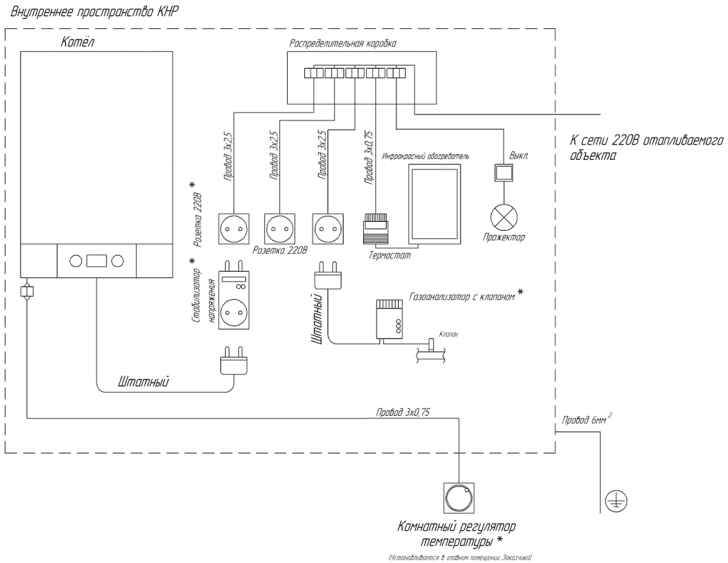 Внутреннее пространство КНР
Котёл
Распределительная коробка
Провод 3х2,5
Провод 3х2,5
Провод 3х2,5
Провод 3х0,75
К сети 220В отапливаемого
объекта
Инфракрасный обогреватель
Выкл.
Розетка 220В *
Розетка 220В
Термостат
Прожектор
Стабилизатор *
напряжения
Штатный
Газоанализатор с клапаном *
Клапан
Штатный
Провод 3х0,75
Провод 6мм²
Комнатный регулятор
температуры *
(Устанавливается в главном помещении Заказчика)